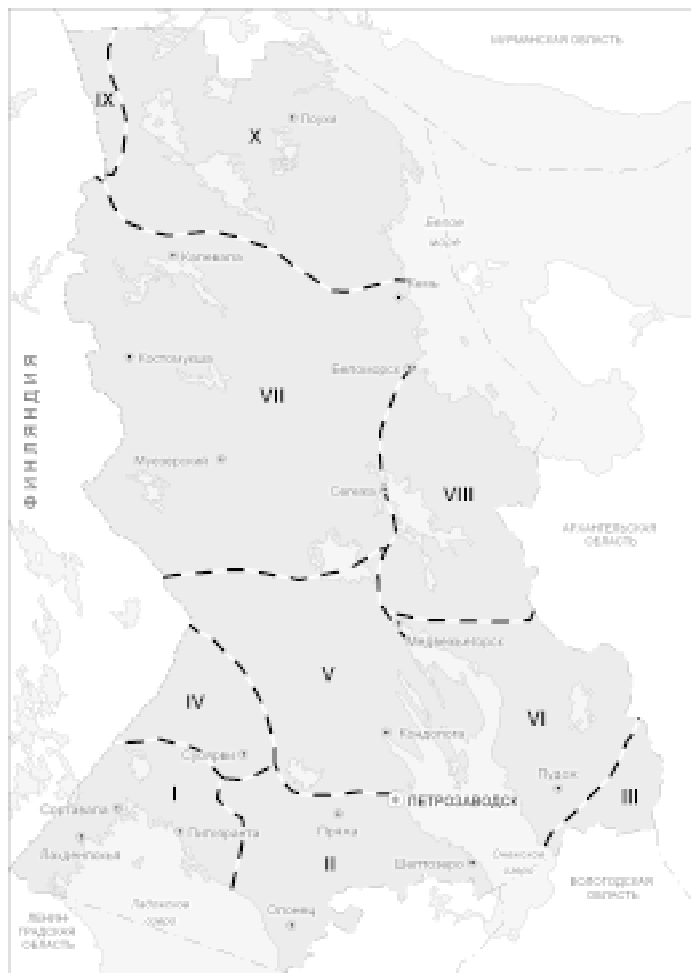 МУРМАНСКАЯ ОБЛАСТЬ
IX
X
Лоухи
Белое
море
Калевала
Кемь
Костомукша
Беломорск
VII
ФИНЛЯНДИЯ
Муезерский
Сегежа
VIII
АРХАНГЕЛЬСКАЯ
ОБЛАСТЬ
Медвежьегорск
V
IV
VI
Кондопога
Суоярви
Пудож
I
III
ПЕТРОЗАВОДСК
Сортавала
Питкяранта
Пряжа
Лахденпохья
II
Шелтозеро
Онежское
озеро
ВОЛОГОДСКАЯ
ОБЛАСТЬ
Ладожское
озеро
Олонец
ЛЕНИН-
ГРАДСКАЯ
ОБЛАСТЬ